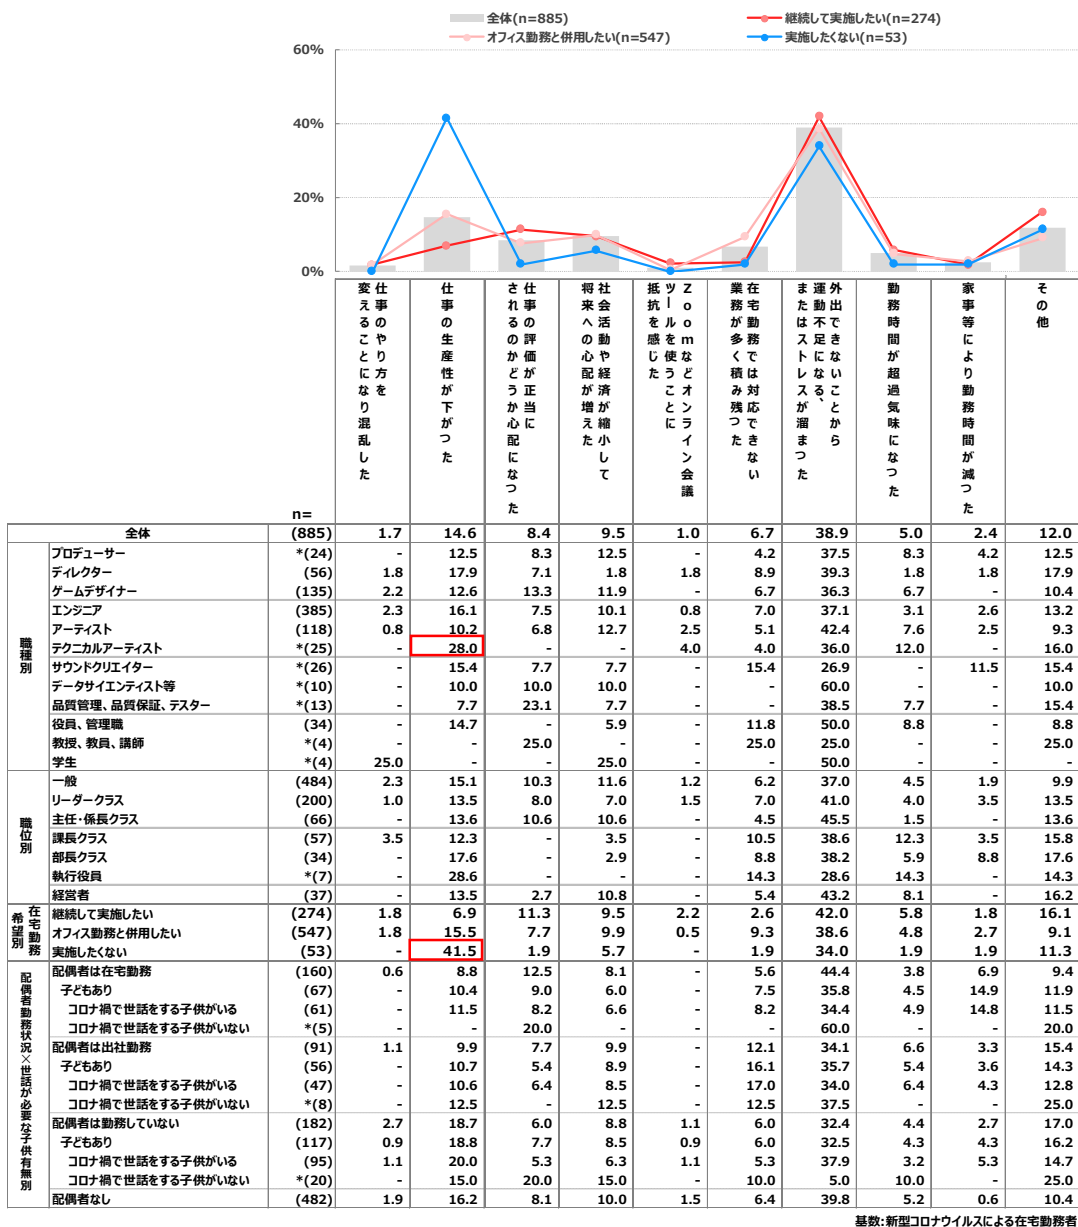 全体(n=885)
継続して実施したい(n=274)
オフィス勤務と併用したい(n=547)
実施したくない(n=53)
60%
40%
20%
0%
仕事のやり方を
変えることになり混乱した
仕事の生産性が下がつた
仕事の評価が正当に
されるのかどうか心配になつた
社会活動や経済が縮小して
将来への心配が増えた
Zoomなどオンライン会議
ツールを使うことに
抵抗を感じた
在宅勤務では対応できない
業務が多く積み残つた
外出できないことから
運動不足になる、
またはストレスが溜まつた
勤務時間が超過気味になつた
家事等により勤務時間が減つた
その他
n=
全体 (885) 1.7 14.6 8.4 9.5 1.0 6.7 38.9 5.0 2.4 12.0
職種別
プロデューサー *(24) - 12.5 8.3 12.5 - 4.2 37.5 8.3 4.2 12.5
ディレクター (56) 1.8 17.9 7.1 1.8 1.8 8.9 39.3 1.8 1.8 17.9
ゲームデザイナー (135) 2.2 12.6 13.3 11.9 - 6.7 36.3 6.7 - 10.4
エンジニア (385) 2.3 16.1 7.5 10.1 0.8 7.0 37.1 3.1 2.6 13.2
アーティスト (118) 0.8 10.2 6.8 12.7 2.5 5.1 42.4 7.6 2.5 9.3
テクニカルアーティスト *(25) - 28.0 - - 4.0 4.0 36.0 12.0 - 16.0
サウンドクリエイター *(26) - 15.4 7.7 7.7 - 15.4 26.9 - 11.5 15.4
データサイエンティスト等 *(10) - 10.0 10.0 10.0 - - 60.0 - - 10.0
品質管理、品質保証、テスター *(13) - 7.7 23.1 7.7 - - 38.5 7.7 - 15.4
役員、管理職 (34) - 14.7 - 5.9 - 11.8 50.0 8.8 - 8.8
教授、教員、講師 *(4) - - 25.0 - - 25.0 25.0 - - 25.0
学生 *(4) 25.0 - - 25.0 - - 50.0 - - -
職位別
一般 (484) 2.3 15.1 10.3 11.6 1.2 6.2 37.0 4.5 1.9 9.9
リーダークラス (200) 1.0 13.5 8.0 7.0 1.5 7.0 41.0 4.0 3.5 13.5
主任・係長クラス (66) - 13.6 10.6 10.6 - 4.5 45.5 1.5 - 13.6
課長クラス (57) 3.5 12.3 - 3.5 - 10.5 38.6 12.3 3.5 15.8
部長クラス (34) - 17.6 - 2.9 - 8.8 38.2 5.9 8.8 17.6
執行役員 *(7) - 28.6 - - - 14.3 28.6 14.3 - 14.3
経営者 (37) - 13.5 2.7 10.8 - 5.4 43.2 8.1 - 16.2
在宅勤務
希望別
継続して実施したい (274) 1.8 6.9 11.3 9.5 2.2 2.6 42.0 5.8 1.8 16.1
オフィス勤務と併用したい (547) 1.8 15.5 7.7 9.9 0.5 9.3 38.6 4.8 2.7 9.1
実施したくない (53) - 41.5 1.9 5.7 - 1.9 34.0 1.9 1.9 11.3
配偶者勤務状況×世話が必要な子供有無別
配偶者は在宅勤務 (160) 0.6 8.8 12.5 8.1 - 5.6 44.4 3.8 6.9 9.4
子どもあり (67) - 10.4 9.0 6.0 - 7.5 35.8 4.5 14.9 11.9
コロナ禍で世話をする子供がいる (61) - 11.5 8.2 6.6 - 8.2 34.4 4.9 14.8 11.5
コロナ禍で世話をする子供がいない *(5) - - 20.0 - - - 60.0 - - 20.0
配偶者は出社勤務 (91) 1.1 9.9 7.7 9.9 - 12.1 34.1 6.6 3.3 15.4
子どもあり (56) - 10.7 5.4 8.9 - 16.1 35.7 5.4 3.6 14.3
コロナ禍で世話をする子供がいる (47) - 10.6 6.4 8.5 - 17.0 34.0 6.4 4.3 12.8
コロナ禍で世話をする子供がいない *(8) - 12.5 - 12.5 - 12.5 37.5 - - 25.0
配偶者は勤務していない (182) 2.7 18.7 6.0 8.8 1.1 6.0 32.4 4.4 2.7 17.0
子どもあり (117) 0.9 18.8 7.7 8.5 0.9 6.0 32.5 4.3 4.3 16.2
コロナ禍で世話をする子供がいる (95) 1.1 20.0 5.3 6.3 1.1 5.3 37.9 3.2 5.3 14.7
コロナ禍で世話をする子供がいない *(20) - 15.0 20.0 15.0 - 10.0 5.0 10.0 - 25.0
配偶者なし (482) 1.9 16.2 8.1 10.0 1.5 6.4 39.8 5.2 0.6 10.4
基数:新型コロナウイルスによる在宅勤務者